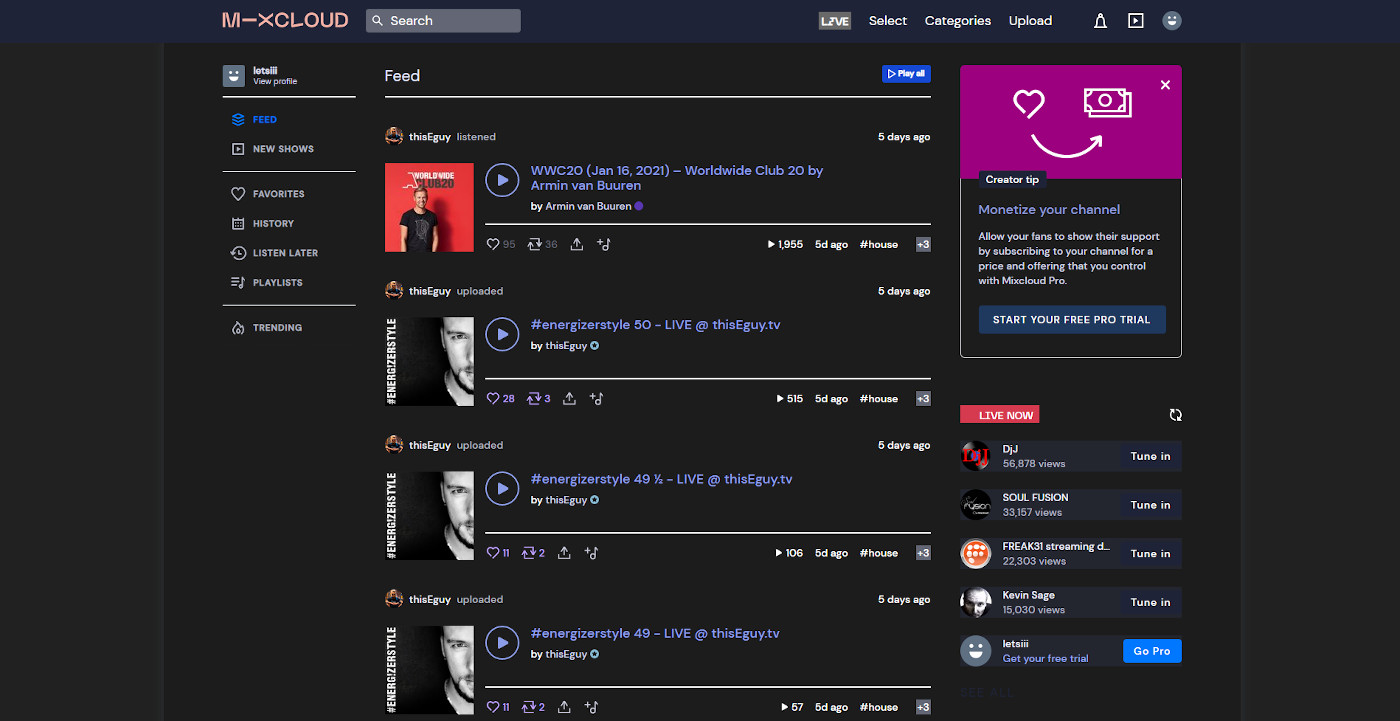 MIXCLOUD
Search
LIVE
Select
Categories
Upload
letsiii
View profile
FEED
NEW SHOWS
FAVORITES
HISTORY
LISTEN LATER
PLAYLISTS
TRENDING
Feed
Play all
thisEguy listened
5 days ago
WORLDWIDE
CLUB20
WWC20 (Jan 16, 2021) – Worldwide Club 20 by
Armin van Buuren
by Armin van Buuren
95 36
1,955 5d ago #house +3
thisEguy uploaded
5 days ago
#ENERGIZERSTYLE
#energizerstyle 50 - LIVE @ thisEguy.tv
by thisEguy
28 3
515 5d ago #house +3
thisEguy uploaded
5 days ago
#ENERGIZERSTYLE
#energizerstyle 49 ½ - LIVE @ thisEguy.tv
by thisEguy
11 2
106 5d ago #house +3
thisEguy uploaded
5 days ago
#ENERGIZERSTYLE
#energizerstyle 49 - LIVE @ thisEguy.tv
by thisEguy
11 2
57 5d ago #house +3
Creator tip
Monetize your channel
Allow your fans to show their support
by subscribing to your channel for a
price and offering that you control
with Mixcloud Pro.
START YOUR FREE PRO TRIAL
LIVE NOW
DjJ
56,878 views
Tune in
SOUL FUSION
33,157 views
Tune in
FREAK31 streaming d...
22,303 views
Tune in
Kevin Sage
15,030 views
Tune in
letsiii
Get your free trial
Go Pro
SEE ALL